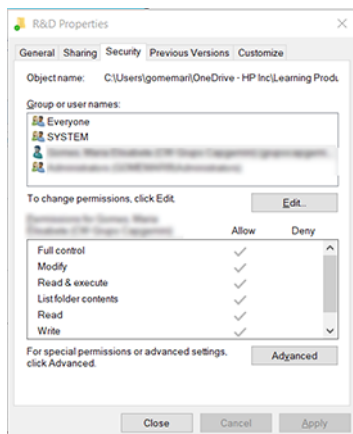 R&D Properties
General Sharing Security Previous Versions Customize
Object name: C:\Users\gomemari\OneDrive - HP Inc\Learning Produ
Group or user names:
Everyone
SYSTEM
To change permissions, click Edit.
Edit...
Allow Deny
Full control
Modify
Read & execute
List folder contents
Read
Write
For special permissions or advanced settings,
click Advanced.
Advanced
Close Cancel Apply